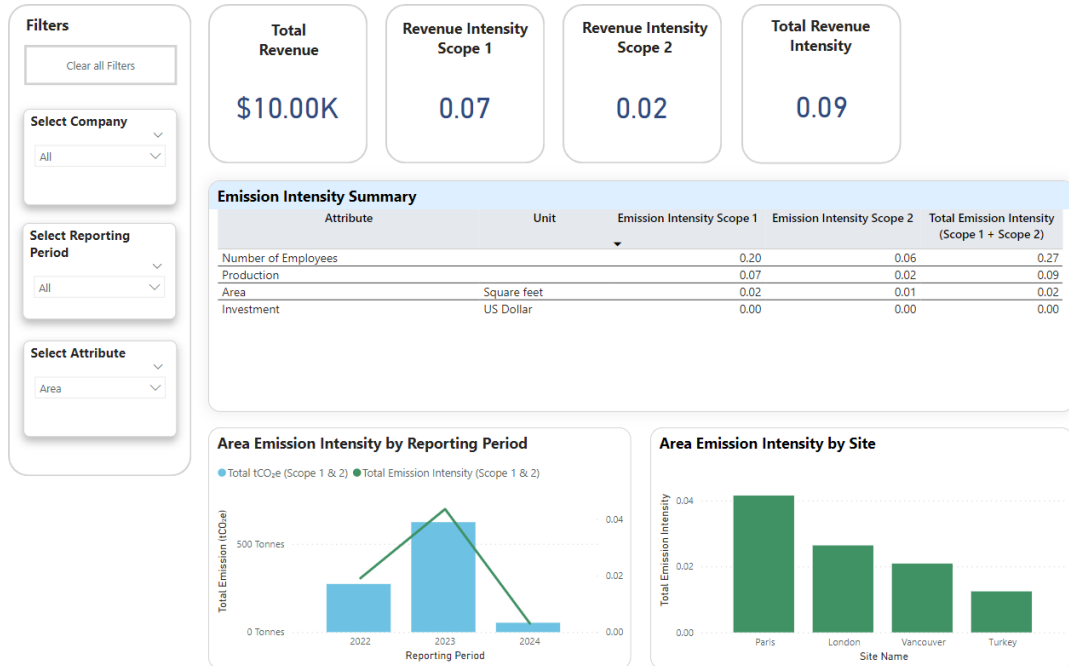 Filters
Clear all Filters
Select Company
All
Select Reporting
Period
All
Select Attribute
Area
Total
Revenue
$10.00K
Revenue Intensity
Scope 1
0.07
Revenue Intensity
Scope 2
0.02
Total Revenue
Intensity
0.09
Emission Intensity Summary
Attribute Unit Emission Intensity Scope 1 Emission Intensity Scope 2 Total Emission Intensity
(Scope 1 + Scope 2)
Number of Employees 0.20 0.06 0.27
Production 0.07 0.02 0.09
Area Square feet 0.02 0.01 0.02
Investment US Dollar 0.00 0.00 0.00
Area Emission Intensity by Reporting Period
Total tCO₂e (Scope 1 & 2) Total Emission Intensity (Scope 1 & 2)
Total Emission (tCO₂e)
500 Tonnes
0 Tonnes
0.04
0.02
0.00
2022 2023 2024
Reporting Period
Area Emission Intensity by Site
Total Emission Intensity
0.04
0.02
0.00
Paris London Vancouver Turkey
Site Name